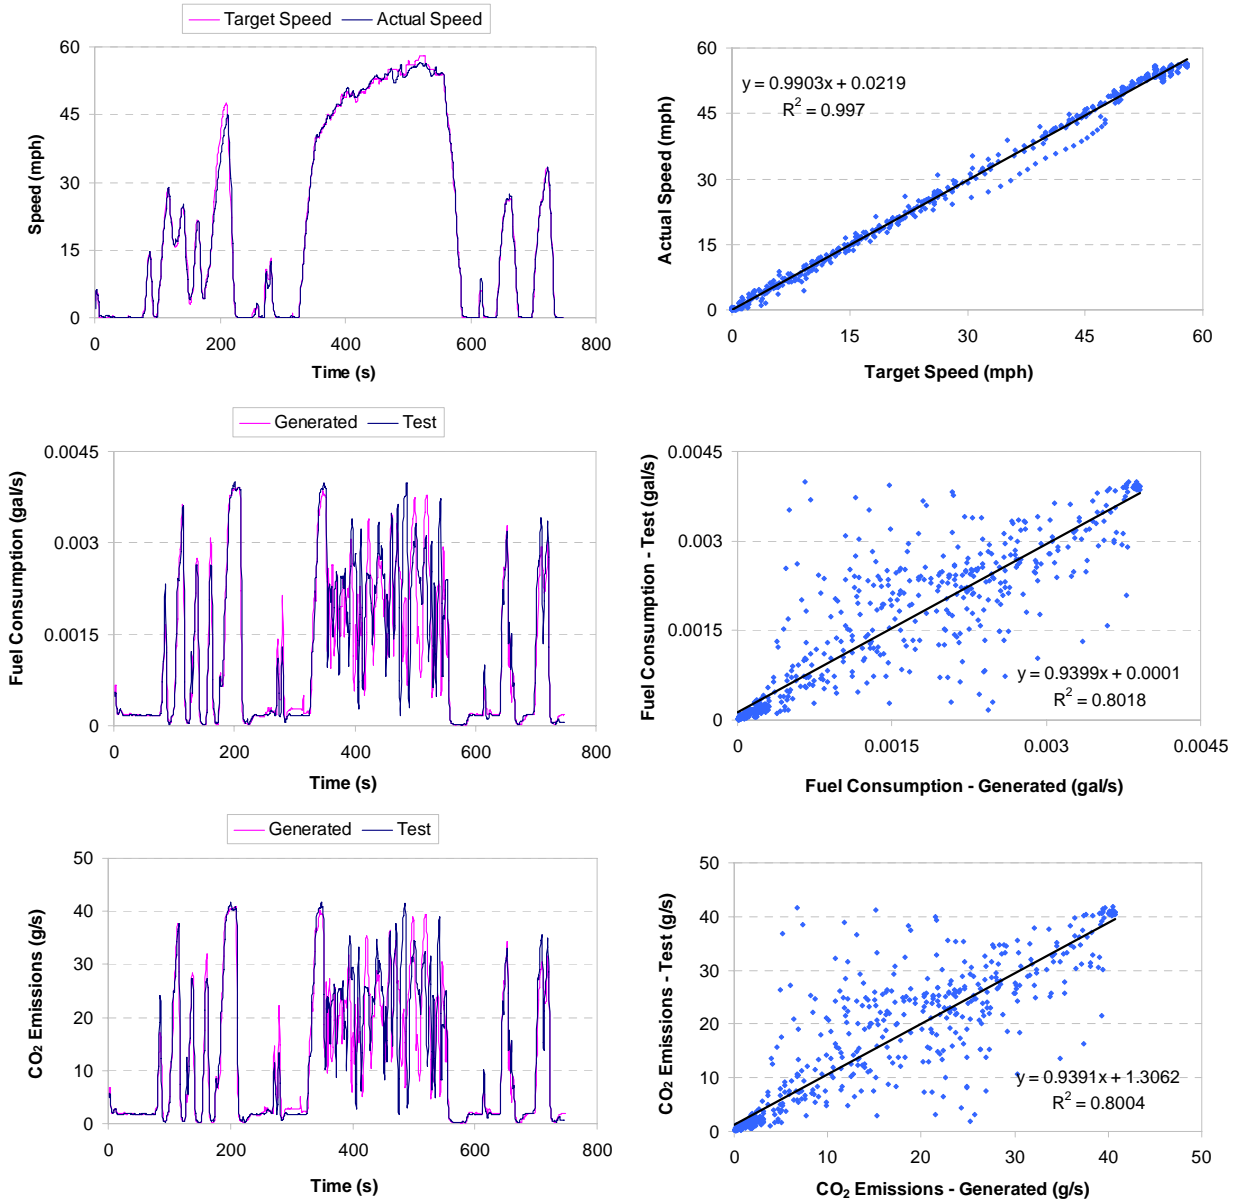 Target Speed Actual Speed
60
45
30
15
0
Speed (mph)
0 200 400 600 800
Time (s)
60
45
30
15
0
Actual Speed (mph)
y = 0.9903x + 0.0219
R² = 0.997
0 15 30 45 60
Target Speed (mph)
Generated Test
0.0045
0.003
0.0015
0
Fuel Consumption (gal/s)
0 200 400 600 800
Time (s)
0.0045
0.003
0.0015
0
Fuel Consumption - Test (gal/s)
y = 0.9399x + 0.0001
R² = 0.8018
0 0.0015 0.003 0.0045
Fuel Consumption - Generated (gal/s)
Generated Test
50
40
30
20
10
0
CO₂ Emissions (g/s)
0 200 400 600 800
Time (s)
50
40
30
20
10
0
CO₂ Emissions - Test (g/s)
y = 0.9391x + 1.3062
R² = 0.8004
0 10 20 30 40 50
CO₂ Emissions - Generated (g/s)